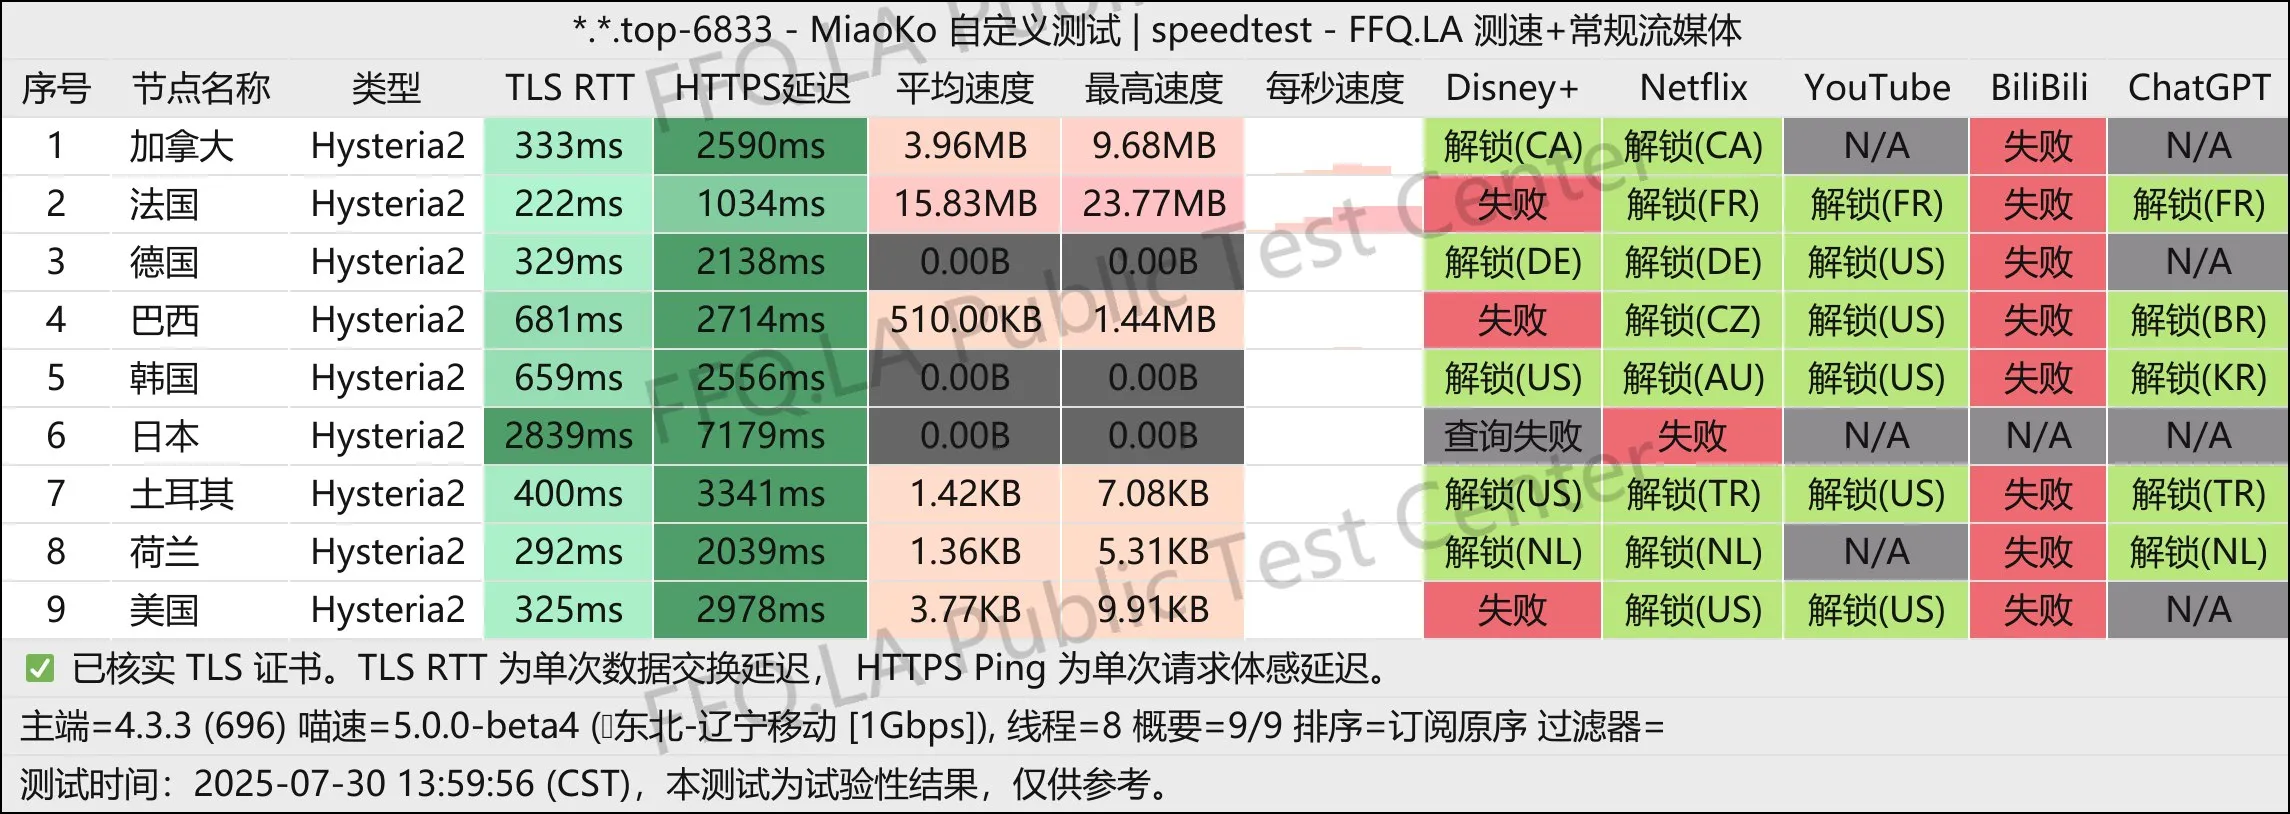 *.*.top-6833 - MiaoKo 自定义测试 | speedtest - FFQ.LA 测速+常规流媒体
序号 节点名称 类型 TLS RTT HTTPS延迟 平均速度 最高速度 每秒速度 Disney+ Netflix YouTube BiliBili ChatGPT
1 加拿大 Hysteria2 333ms 2590ms 3.96MB 9.68MB 解锁(CA) 解锁(CA) N/A 失败 N/A
2 法国 Hysteria2 222ms 1034ms 15.83MB 23.77MB 失败 解锁(FR) 解锁(FR) 失败 解锁(FR)
3 德国 Hysteria2 329ms 2138ms 0.00B 0.00B 解锁(DE) 解锁(DE) 解锁(US) 失败 N/A
4 巴西 Hysteria2 681ms 2714ms 510.00KB 1.44MB 失败 解锁(CZ) 解锁(US) 失败 解锁(BR)
5 韩国 Hysteria2 659ms 2556ms 0.00B 0.00B 解锁(US) 解锁(AU) 解锁(US) 失败 解锁(KR)
6 日本 Hysteria2 2839ms 7179ms 0.00B 0.00B 查询失败 失败 N/A N/A N/A
7 土耳其 Hysteria2 400ms 3341ms 1.42KB 7.08KB 解锁(US) 解锁(TR) 解锁(US) 失败 解锁(TR)
8 荷兰 Hysteria2 292ms 2039ms 1.36KB 5.31KB 解锁(NL) 解锁(NL) N/A 失败 解锁(NL)
9 美国 Hysteria2 325ms 2978ms 3.77KB 9.91KB 失败 解锁(US) 解锁(US) 失败 N/A
✅ 已核实 TLS 证书。TLS RTT 为单次数据交换延迟， HTTPS Ping 为单次请求体感延迟。
主端=4.3.3 (696) 喵速=5.0.0-beta4 (东北-辽宁移动 [1Gbps]), 线程=8 概要=9/9 排序=订阅原序 过滤器=
测试时间：2025-07-30 13:59:56 (CST)，本测试为试验性结果，仅供参考。
FFQ.LA Public Test Center
FFQ.LA Public Test Center
FFQ.LA Public Test Center